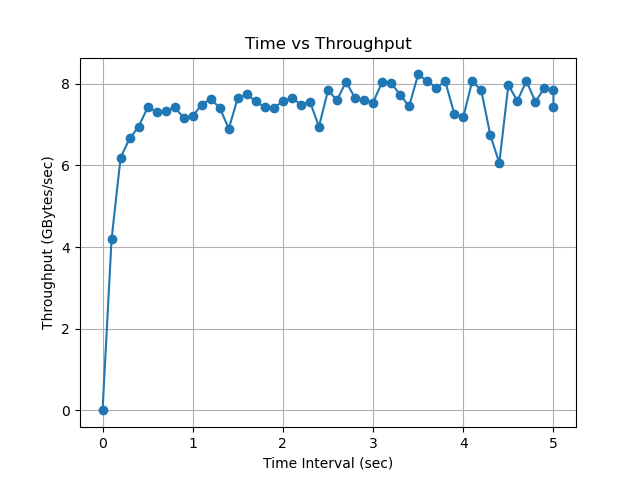 Time vs Throughput
Throughput (GBytes/sec)
8
6
4
2
0
0 1 2 3 4 5
Time Interval (sec)